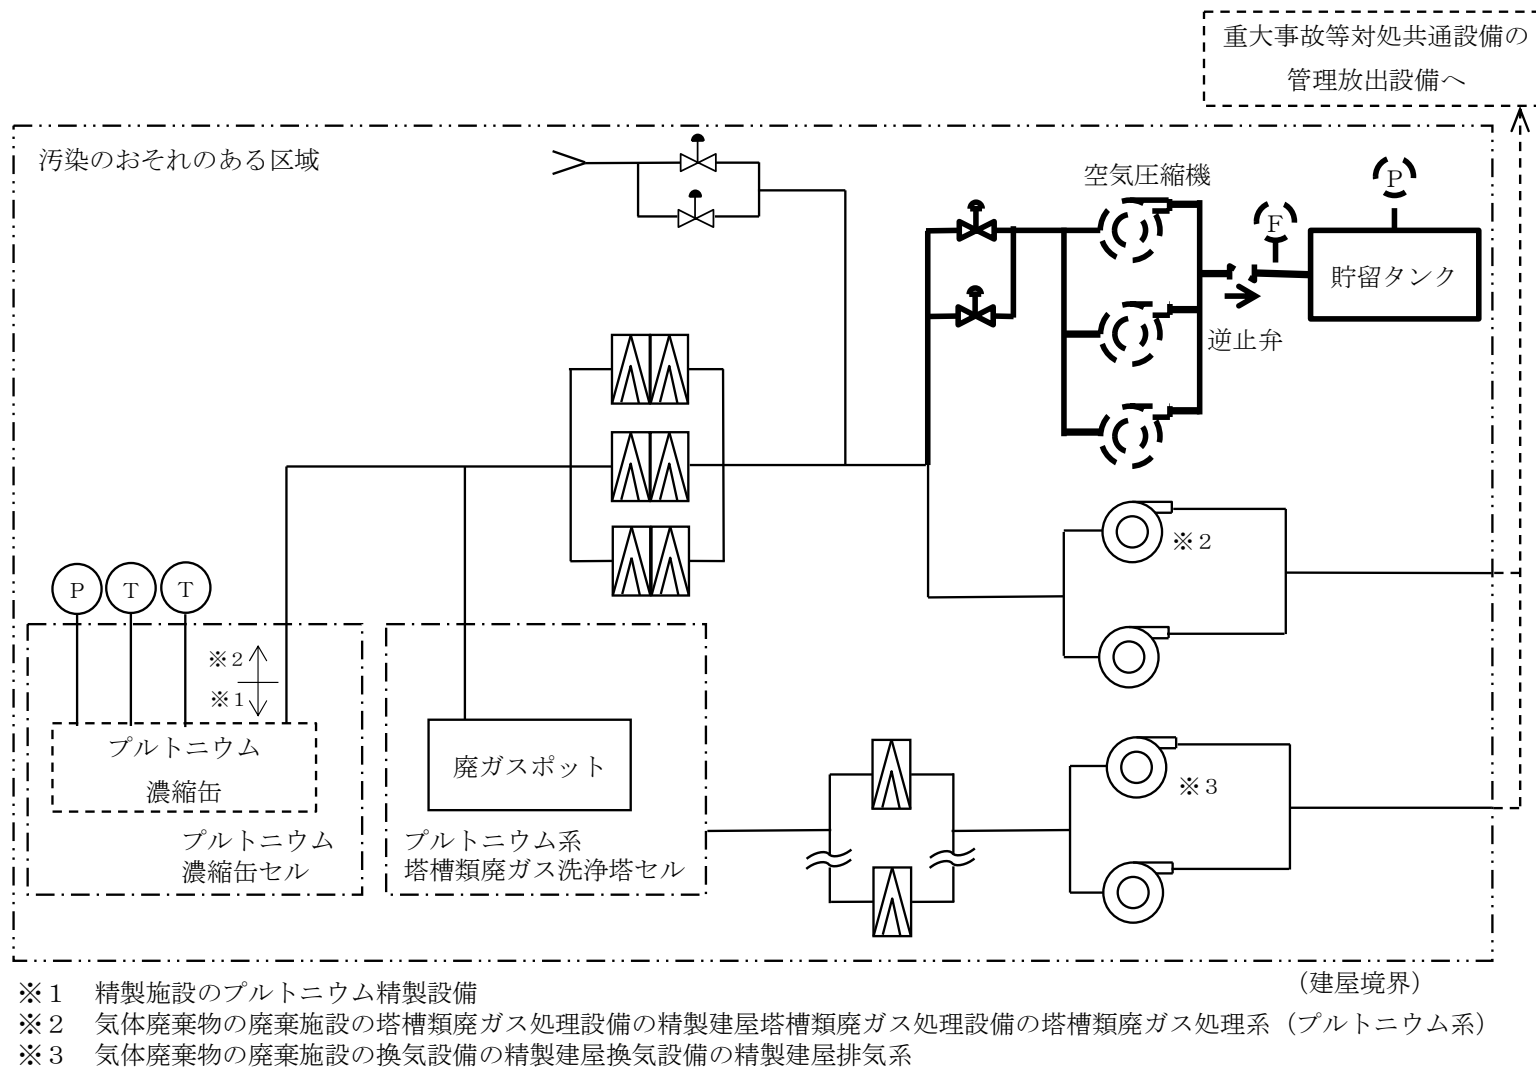 重大事故等対処共通設備の
管理放出設備へ
汚染のおそれのある区域
空気圧縮機
P
F
貯留タンク
逆止弁
※２
P
T
T
※２
※１
プルトニウム
濃縮缶
廃ガスポット
※３
プルトニウム
濃縮缶セル
プルトニウム系
塔槽類廃ガス洗浄塔セル
（建屋境界）
※１　精製施設のプルトニウム精製設備
※２　気体廃棄物の廃棄施設の塔槽類廃ガス処理設備の精製建屋塔槽類廃ガス処理設備の塔槽類廃ガス処理系（プルトニウム系）
※３　気体廃棄物の廃棄施設の換気設備の精製建屋換気設備の精製建屋排気系